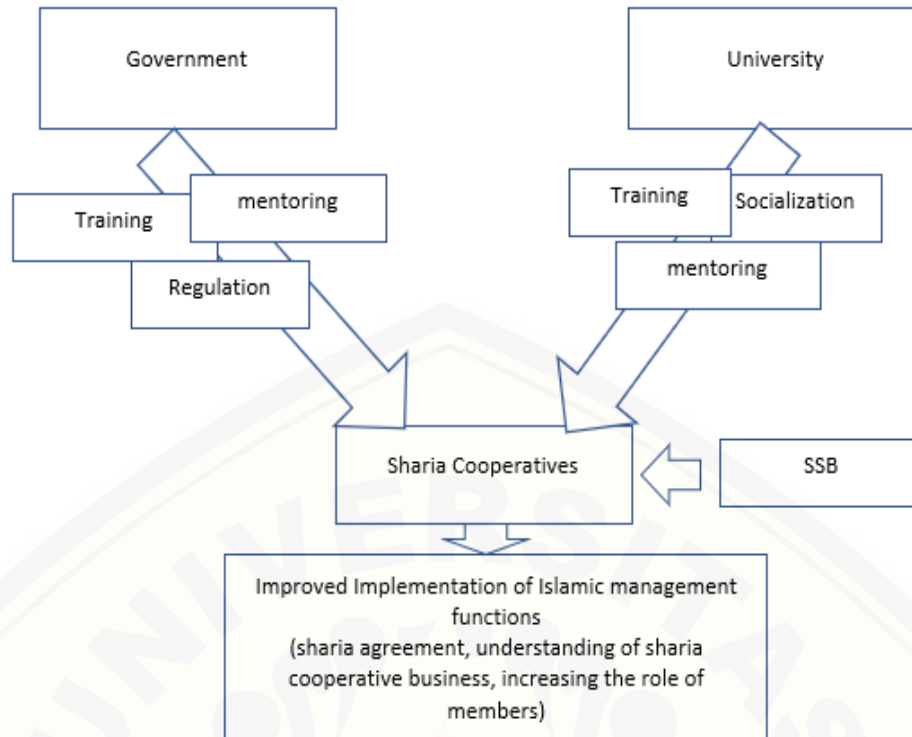 Government
University
Training
mentoring
Regulation
Training
Socialization
mentoring
Sharia Cooperatives
SSB
Improved Implementation of Islamic management
functions
(sharia agreement, understanding of sharia
cooperative business, increasing the role of
members)
UNIVERSITAS